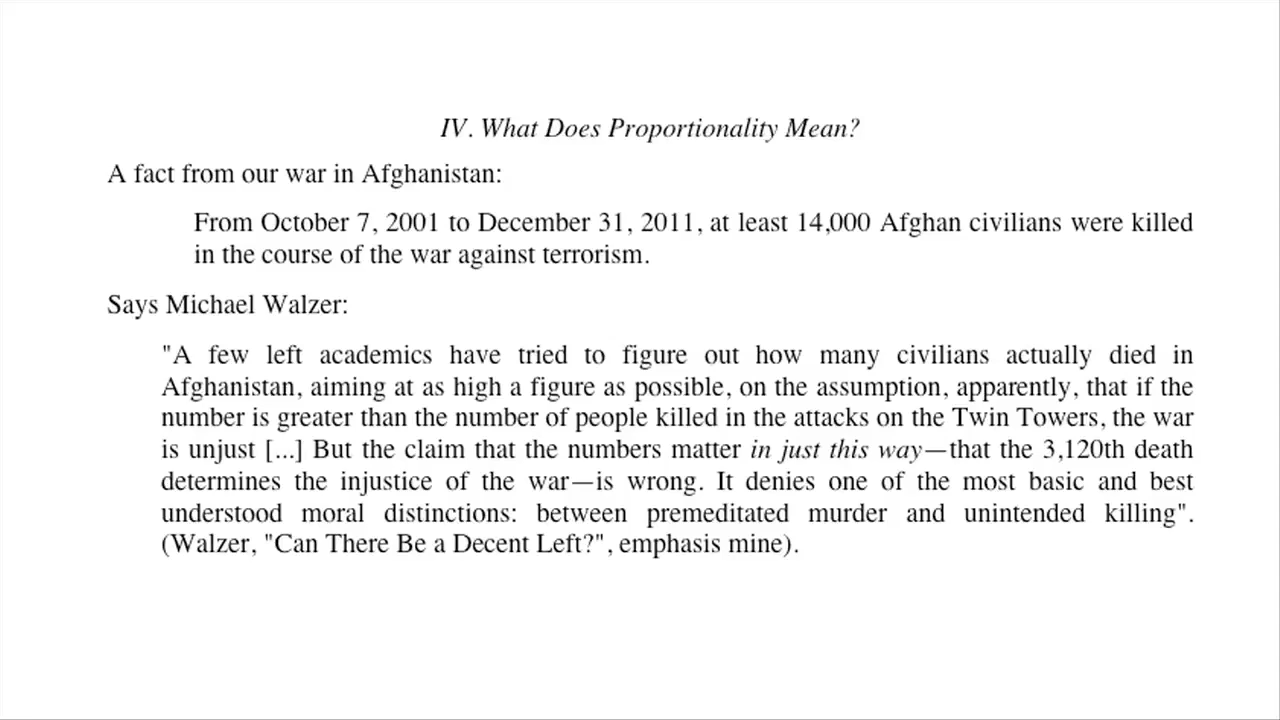 IV. What Does Proportionality Mean?
A fact from our war in Afghanistan:
From October 7, 2001 to December 31, 2011, at least 14,000 Afghan civilians were killed
in the course of the war against terrorism.
Says Michael Walzer:
"A few left academics have tried to figure out how many civilians actually died in
Afghanistan, aiming at as high a figure as possible, on the assumption, apparently, that if the
number is greater than the number of people killed in the attacks on the Twin Towers, the war
is unjust [...] But the claim that the numbers matter in just this way—that the 3,120th death
determines the injustice of the war—is wrong. It denies one of the most basic and best
understood moral distinctions: between premeditated murder and unintended killing".
(Walzer, "Can There Be a Decent Left?", emphasis mine).